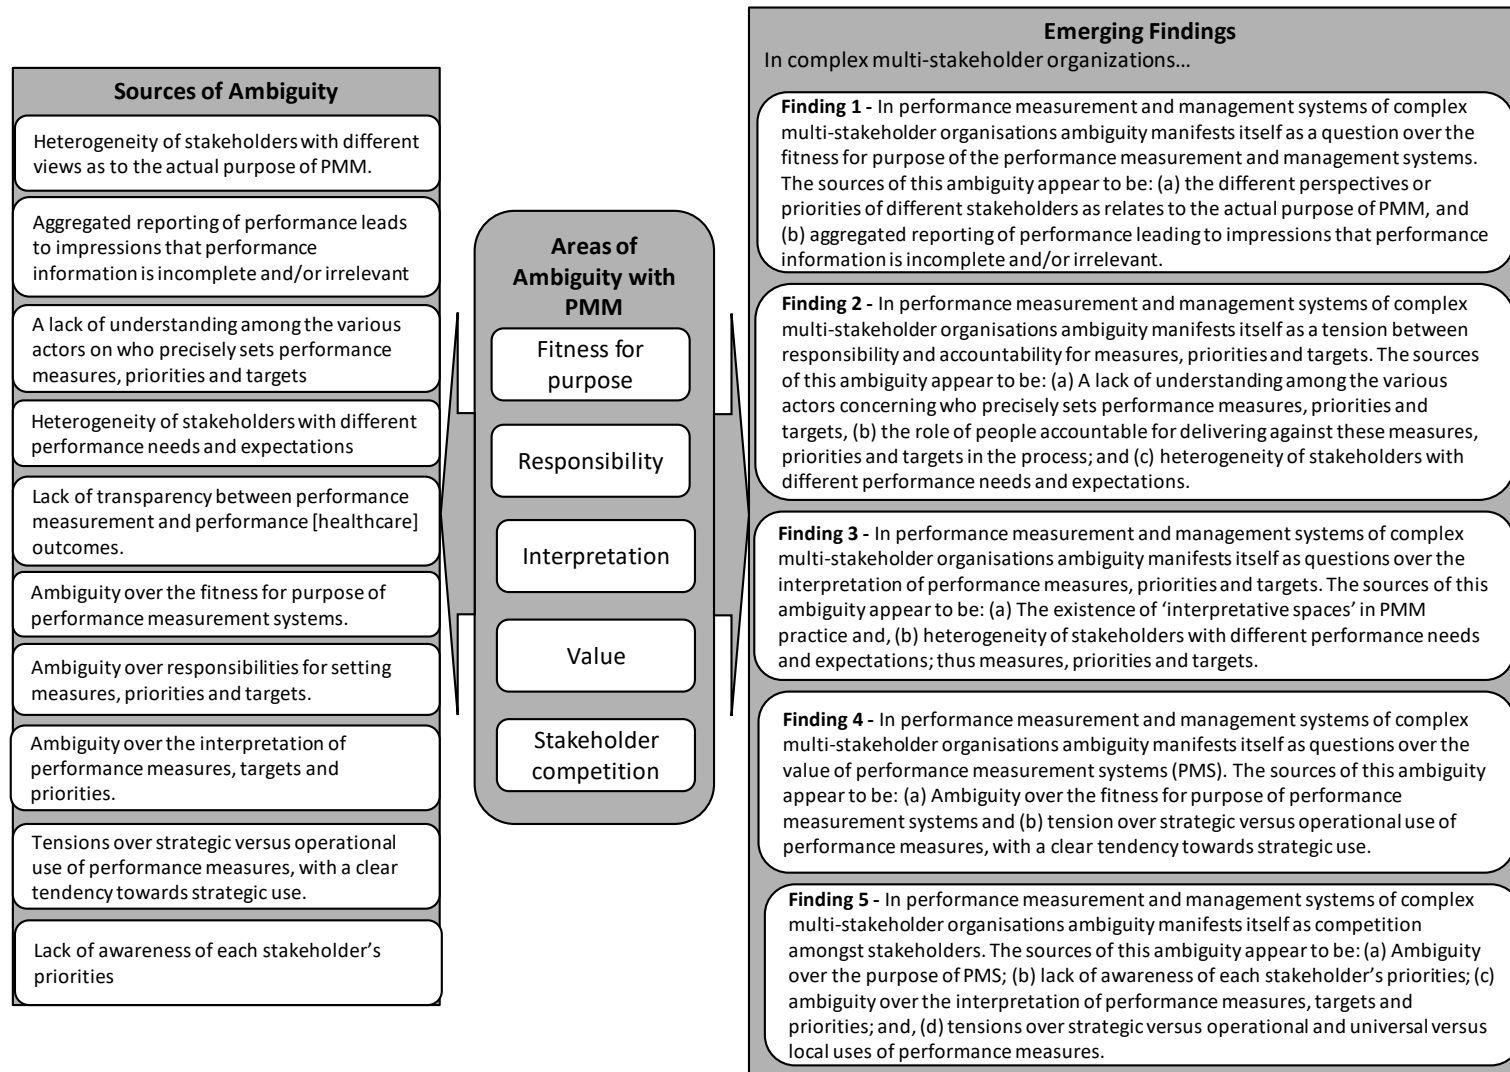 Sources of Ambiguity
Heterogeneity of stakeholders with different
views as to the actual purpose of PMM.
Aggregated reporting of performance leads
to impressions that performance
information is incomplete and/or irrelevant
A lack of understanding among the various
actors on who precisely sets performance
measures, priorities and targets
Heterogeneity of stakeholders with different
performance needs and expectations
Lack of transparency between performance
measurement and performance [healthcare]
outcomes.
Ambiguity over the fitness for purpose of
performance measurement systems.
Ambiguity over responsibilities for setting
measures, priorities and targets.
Ambiguity over the interpretation of
performance measures, targets and
priorities.
Tensions over strategic versus operational
use of performance measures, with a clear
tendency towards strategic use.
Lack of awareness of each stakeholder's
priorities
Areas of
Ambiguity with
PMM
Fitness for
purpose
Responsibility
Interpretation
Value
Stakeholder
competition
Emerging Findings
In complex multi-stakeholder organizations...
Finding 1 - In performance measurement and management systems of complex
multi-stakeholder organisations ambiguity manifests itself as a question over the
fitness for purpose of the performance measurement and management systems.
The sources of this ambiguity appear to be: (a) the different perspectives or
priorities of different stakeholders as relates to the actual purpose of PMM, and
(b) aggregated reporting of performance leading to impressions that performance
information is incomplete and/or irrelevant.
Finding 2 - In performance measurement and management systems of complex
multi-stakeholder organisations ambiguity manifests itself as a tension between
responsibility and accountability for measures, priorities and targets. The sources
of this ambiguity appear to be: (a) A lack of understanding among the various
actors concerning who precisely sets performance measures, priorities and
targets, (b) the role of people accountable for delivering against these measures,
priorities and targets in the process; and (c) heterogeneity of stakeholders with
different performance needs and expectations.
Finding 3 - In performance measurement and management systems of complex
multi-stakeholder organisations ambiguity manifests itself as questions over the
interpretation of performance measures, priorities and targets. The sources of this
ambiguity appear to be: (a) The existence of 'interpretative spaces' in PMM
practice and, (b) heterogeneity of stakeholders with different performance needs
and expectations; thus measures, priorities and targets.
Finding 4 - In performance measurement and management systems of complex
multi-stakeholder organisations ambiguity manifests itself as questions over the
value of performance measurement systems (PMS). The sources of this ambiguity
appear to be: (a) Ambiguity over the fitness for purpose of performance
measurement systems and (b) tension over strategic versus operational use of
performance measures, with a clear tendency towards strategic use.
Finding 5 - In performance measurement and management systems of complex
multi-stakeholder organisations ambiguity manifests itself as competition
amongst stakeholders. The sources of this ambiguity appear to be: (a) Ambiguity
over the purpose of PMS; (b) lack of awareness of each stakeholder's priorities; (c)
ambiguity over the interpretation of performance measures, targets and
priorities; and, (d) tensions over strategic versus operational and universal versus
local uses of performance measures.